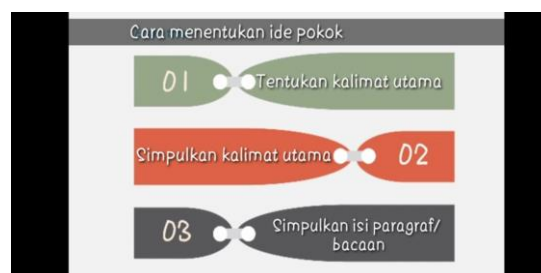 Cara menentukan ide pokok
01
Tentukan kalimat utama
Simpulkan kalimat utama
02
03
Simpulkan isi paragraf/
bacaan